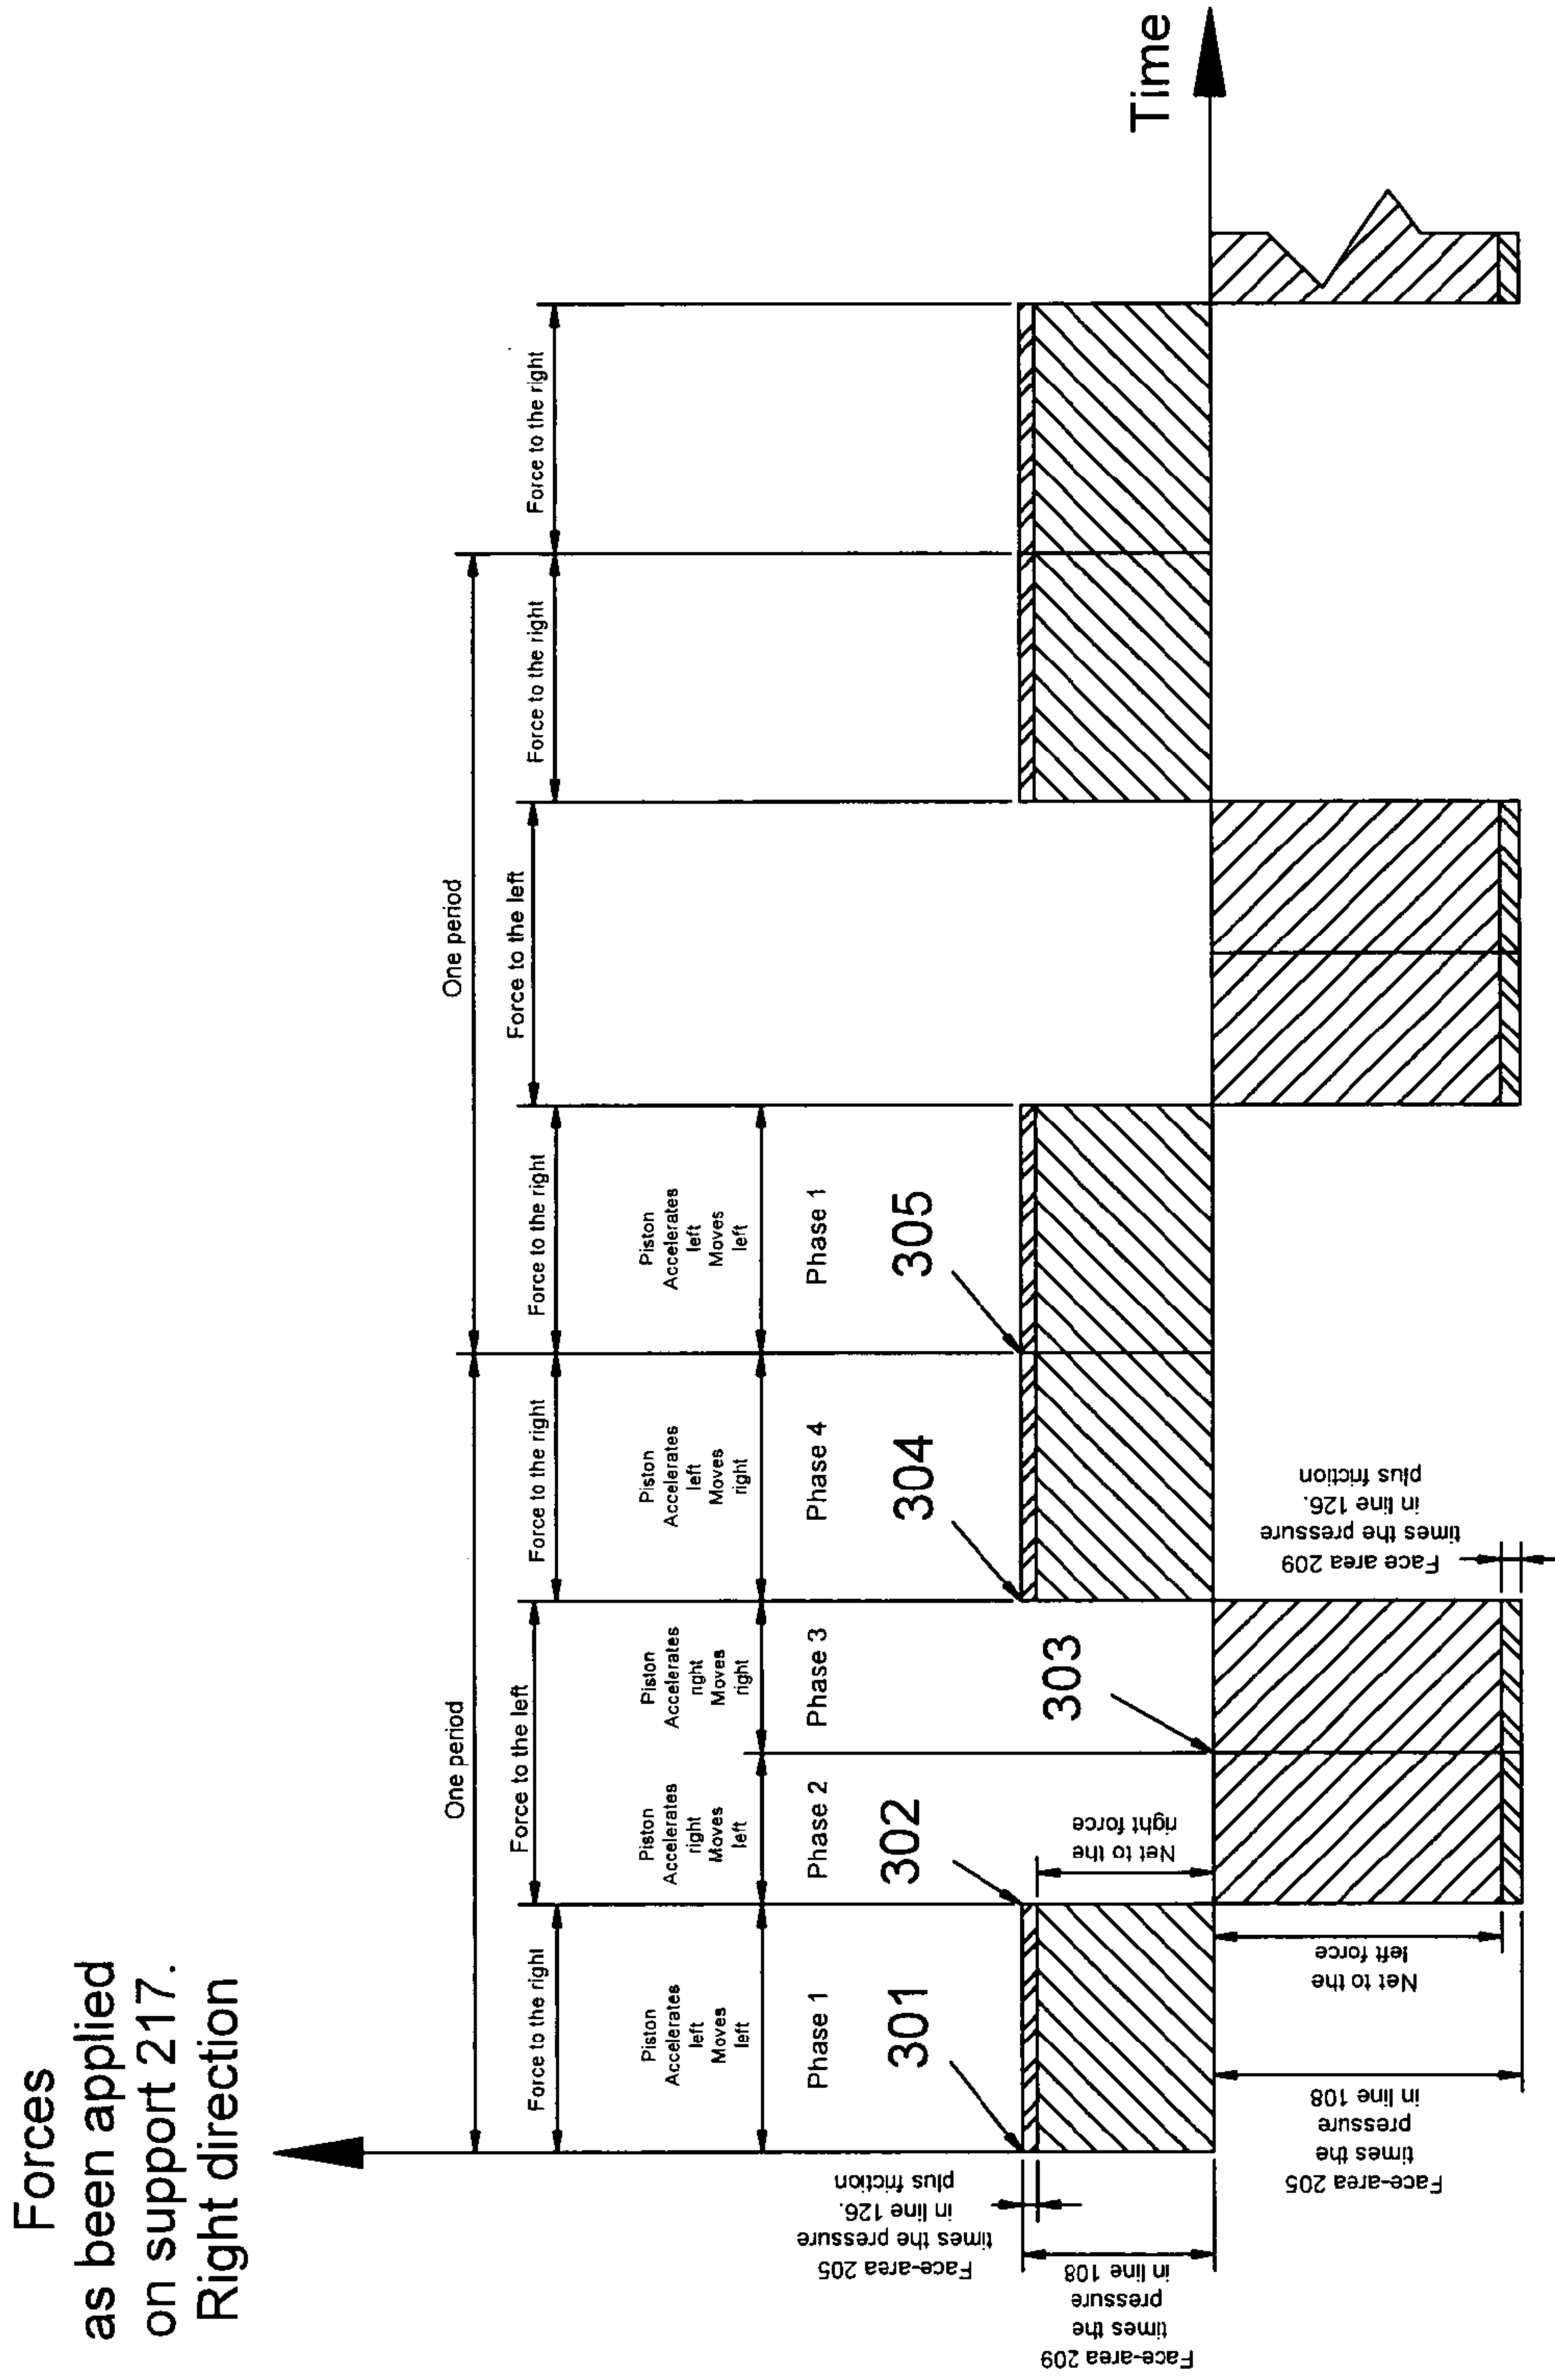 Forces
as been applied
on support 217.
Right direction
One period
One period
Force to the right
Force to the left
Force to the right
Force to the right
Force to the left
Force to the right
Force to the right
Piston
Accelerates
left
Moves
left
Piston
Accelerates
right
Moves
left
Piston
Accelerates
right
Moves
right
Piston
Accelerates
left
Moves
right
Piston
Accelerates
left
Moves
left
Phase 1
Phase 2
Phase 3
Phase 4
Phase 1
301
302
303
304
305
Time
Face-area 205
times the pressure
in line 126.
plus friction
Face-area 209
times the
pressure
in line 108
Net to the
right force
Net to the
left force
Face-area 205
times the
pressure
in line 108
Face area 209
times the pressure
in line 126.
plus friction